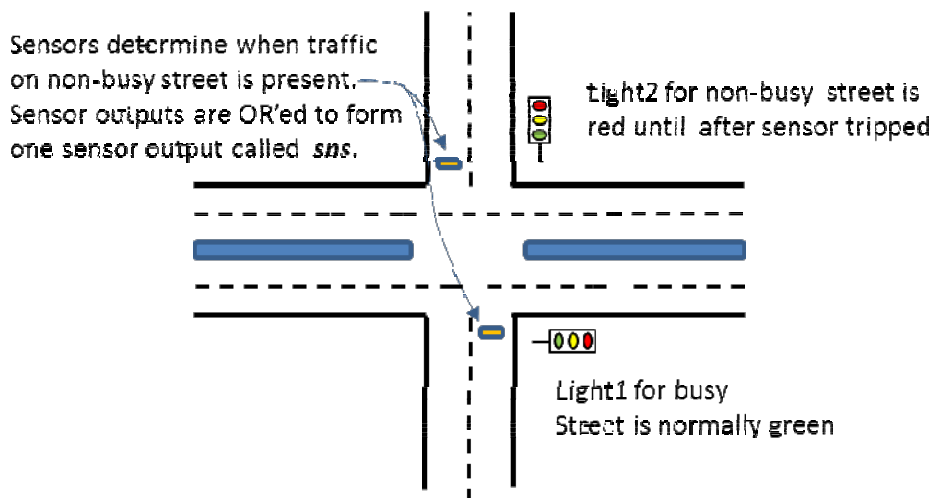 Sensors determine when traffic
on non-busy street is present.
Sensor outputs are OR'ed to form
one sensor output called sns.
Light2 for non-busy street is
red until after sensor tripped
Light1 for busy
Street is normally green